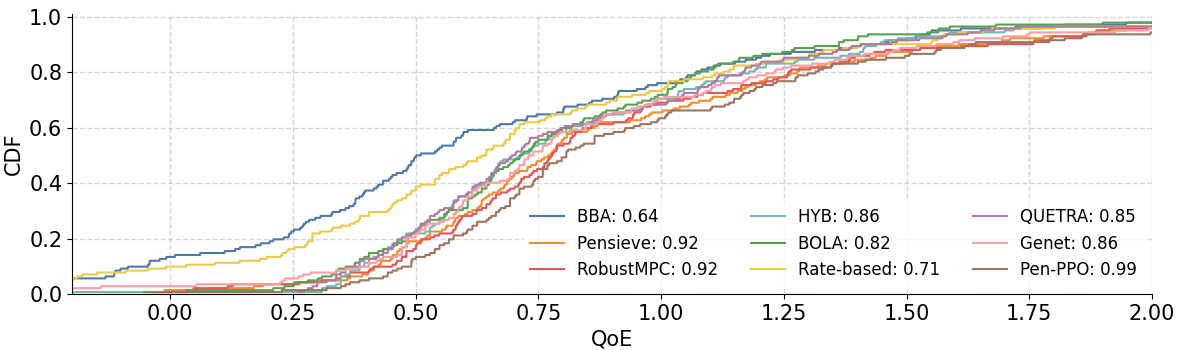 1.0
0.8
0.6
0.4
0.2
0.0
CDF
BBA: 0.64
Pensieve: 0.92
RobustMPC: 0.92
HYB: 0.86
BOLA: 0.82
Rate-based: 0.71
QUETRA: 0.85
Genet: 0.86
Pen-PPO: 0.99
0.00 0.25 0.50 0.75 1.00 1.25 1.50 1.75 2.00
QoE